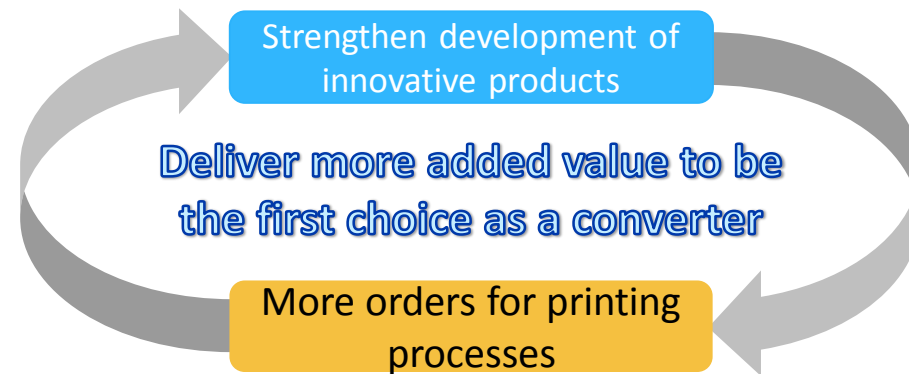 Strengthen development of
innovative products
Deliver more added value to be
the first choice as a converter
More orders for printing
processes